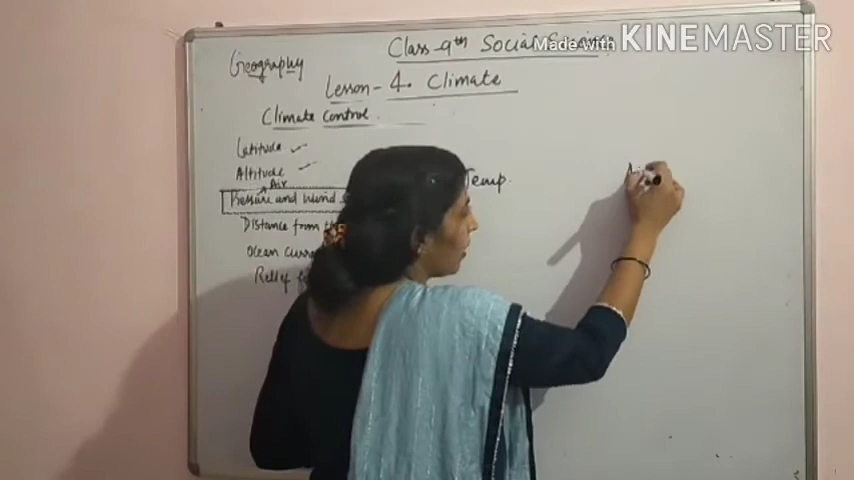 Class-9th Social Science
Made with KINEMASTER
Geography
Lesson-4. Climate
Climate Control
Latitude ✓
Altitude ✓
Air
Pressure and Wind
Temp.
Distance from
Ocean
Relief